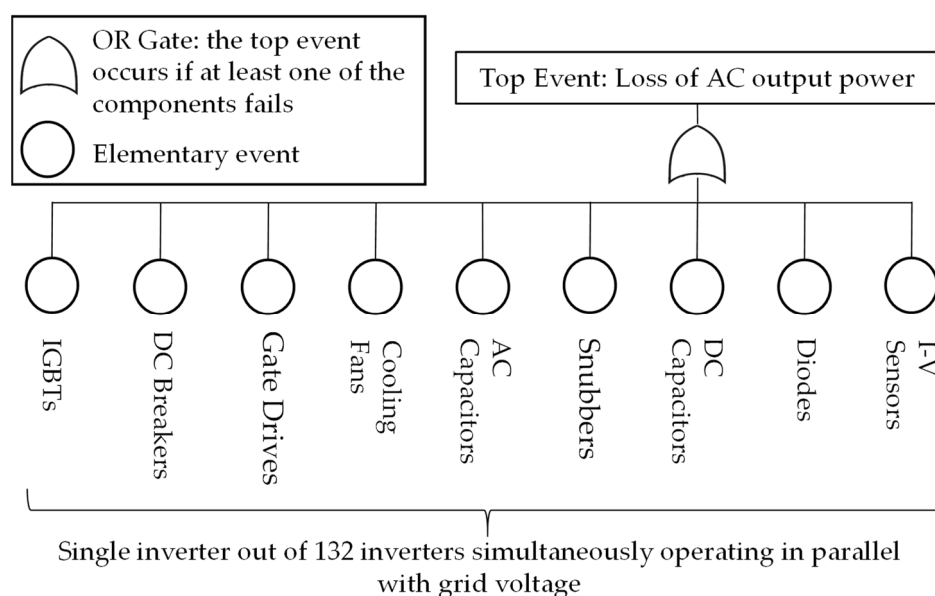 OR Gate: the top event
occurs if at least one of the
components fails
Elementary event
Top Event: Loss of AC output power
IGBTs
DC Breakers
Gate Drives
Cooling
Fans
AC
Capacitors
Snubbers
DC
Capacitors
Diodes
I-V
Sensors
Single inverter out of 132 inverters simultaneously operating in parallel
with grid voltage